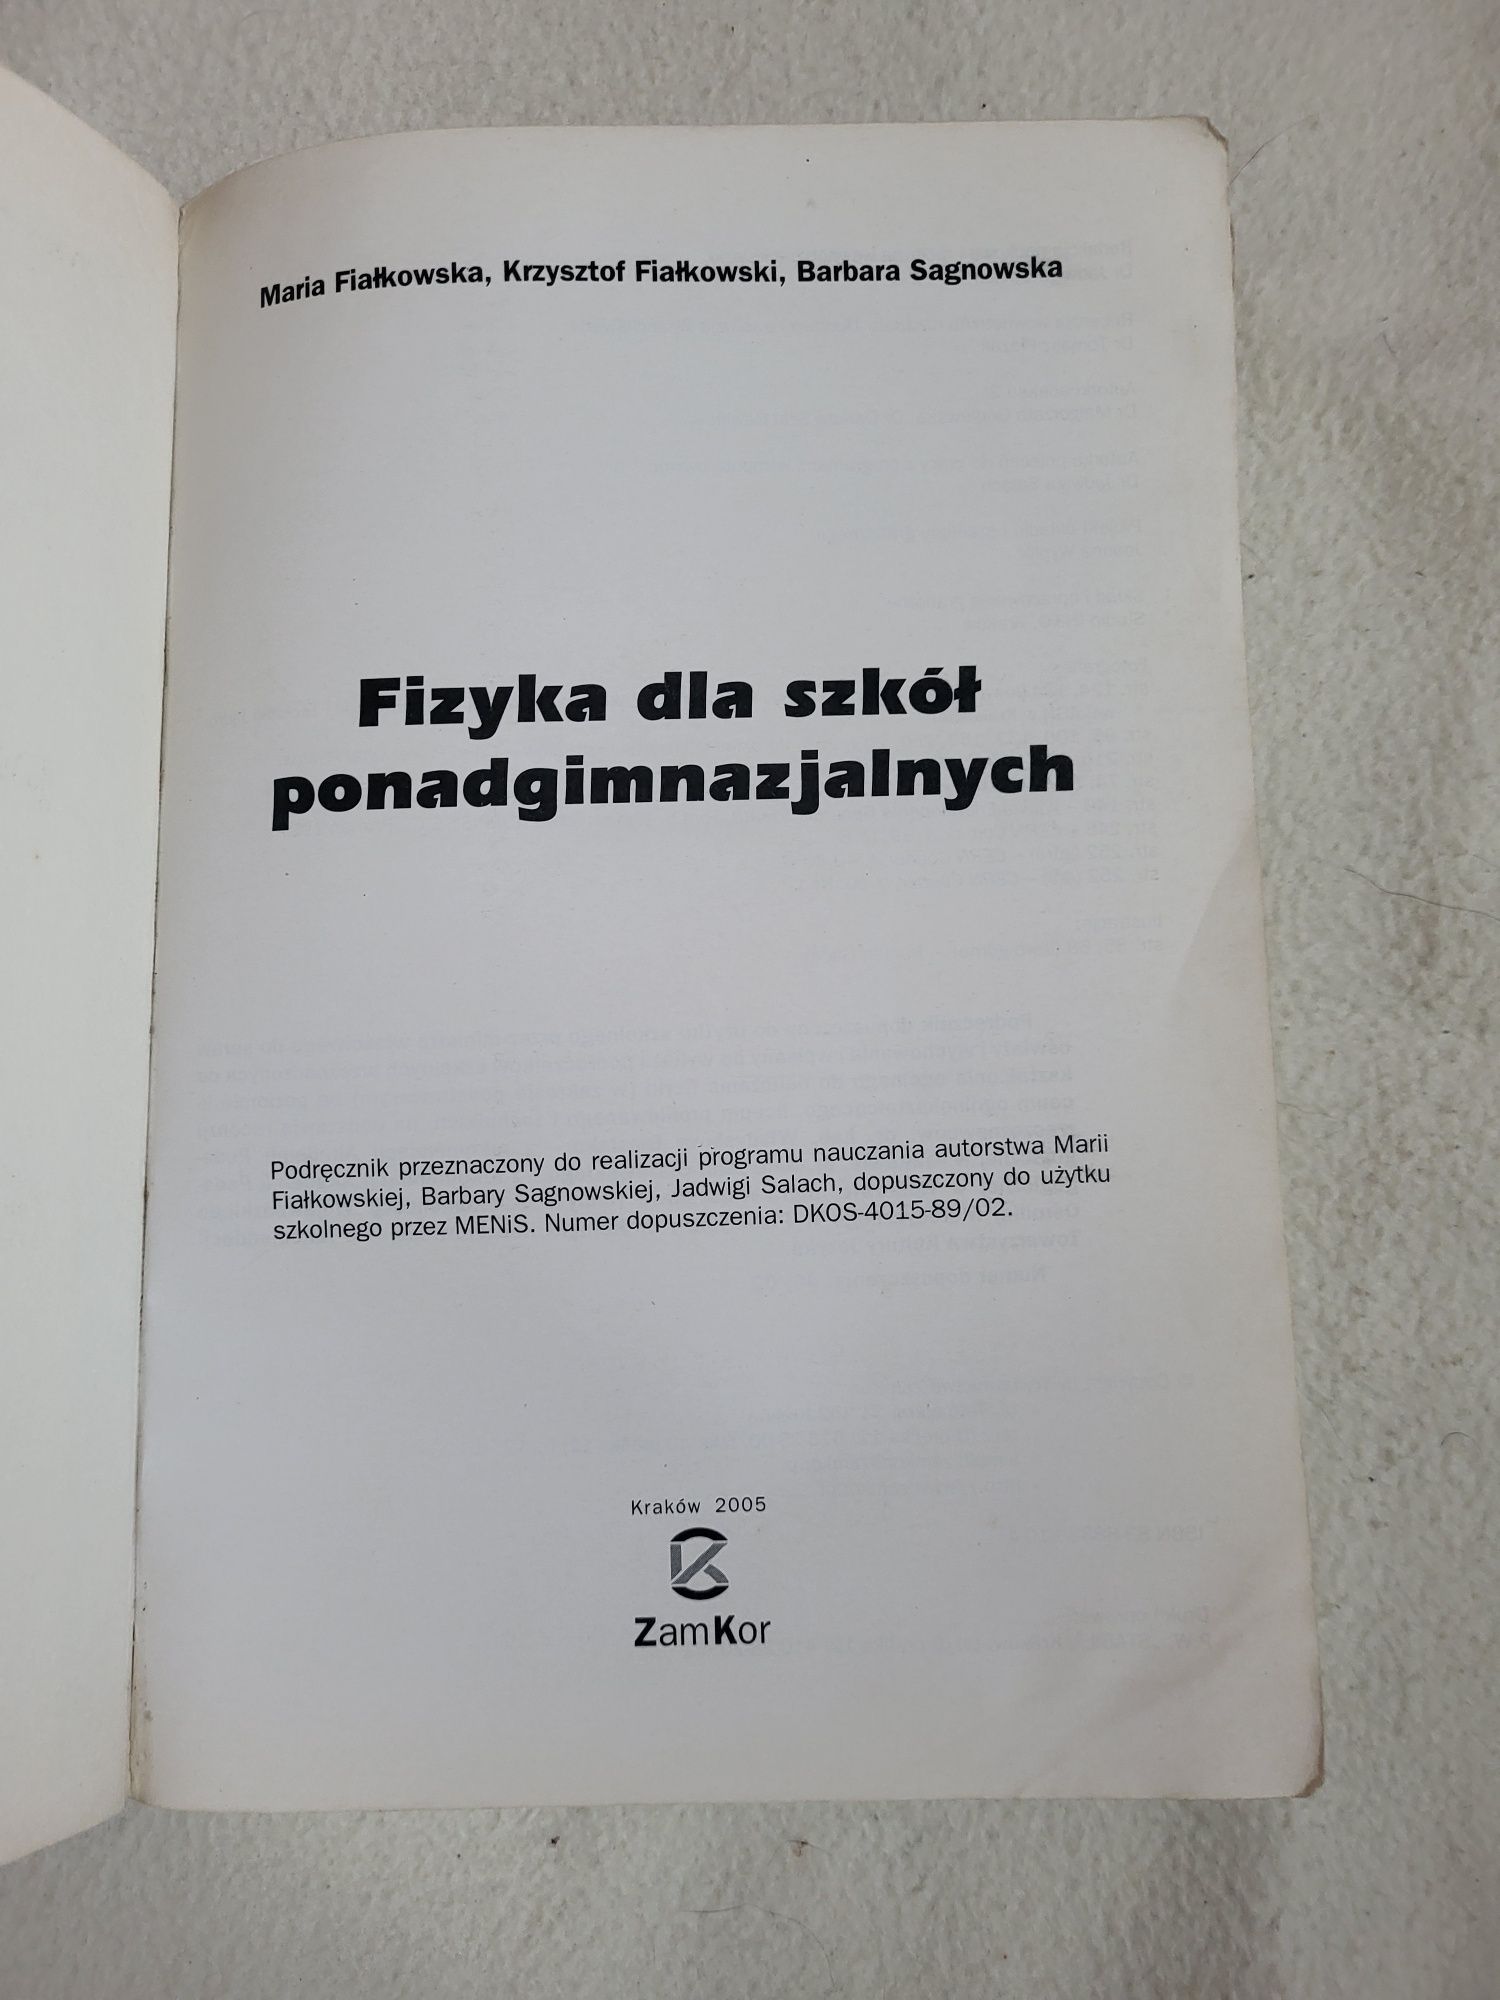 Maria Fiałkowska, Krzysztof Fiałkowski, Barbara Sagnowska
Fizyka dla szkół
ponadgimnazjalnych
Podręcznik przeznaczony do realizacji programu nauczania autorstwa Marii
Fiałkowskiej, Barbary Sagnowskiej, Jadwigi Salach, dopuszczony do użytku
szkolnego przez MENiS. Numer dopuszczenia: DKOS-4015-89/02.
Kraków 2005
ZamKor